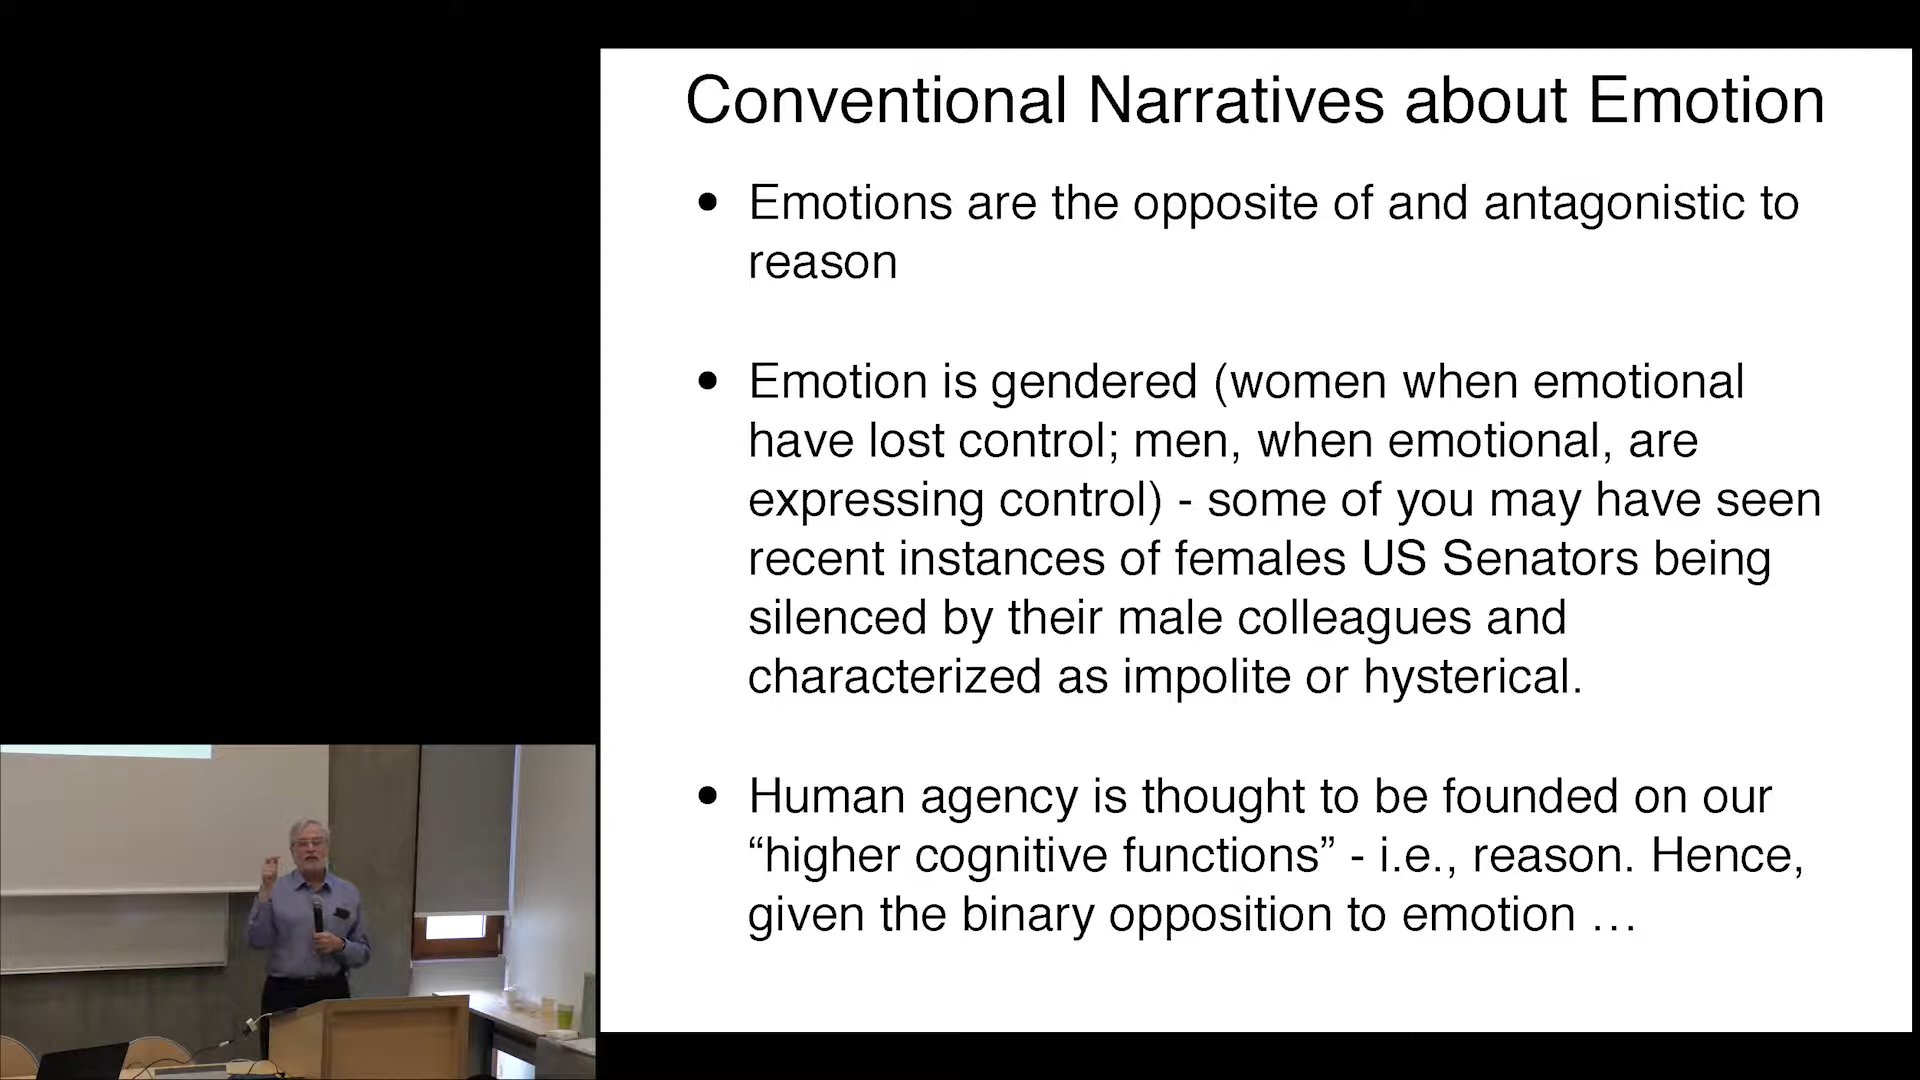 Conventional Narratives about Emotion
• Emotions are the opposite of and antagonistic to
reason
• Emotion is gendered (women when emotional
have lost control; men, when emotional, are
expressing control) - some of you may have seen
recent instances of females US Senators being
silenced by their male colleagues and
characterized as impolite or hysterical.
• Human agency is thought to be founded on our
“higher cognitive functions” - i.e., reason. Hence,
given the binary opposition to emotion …